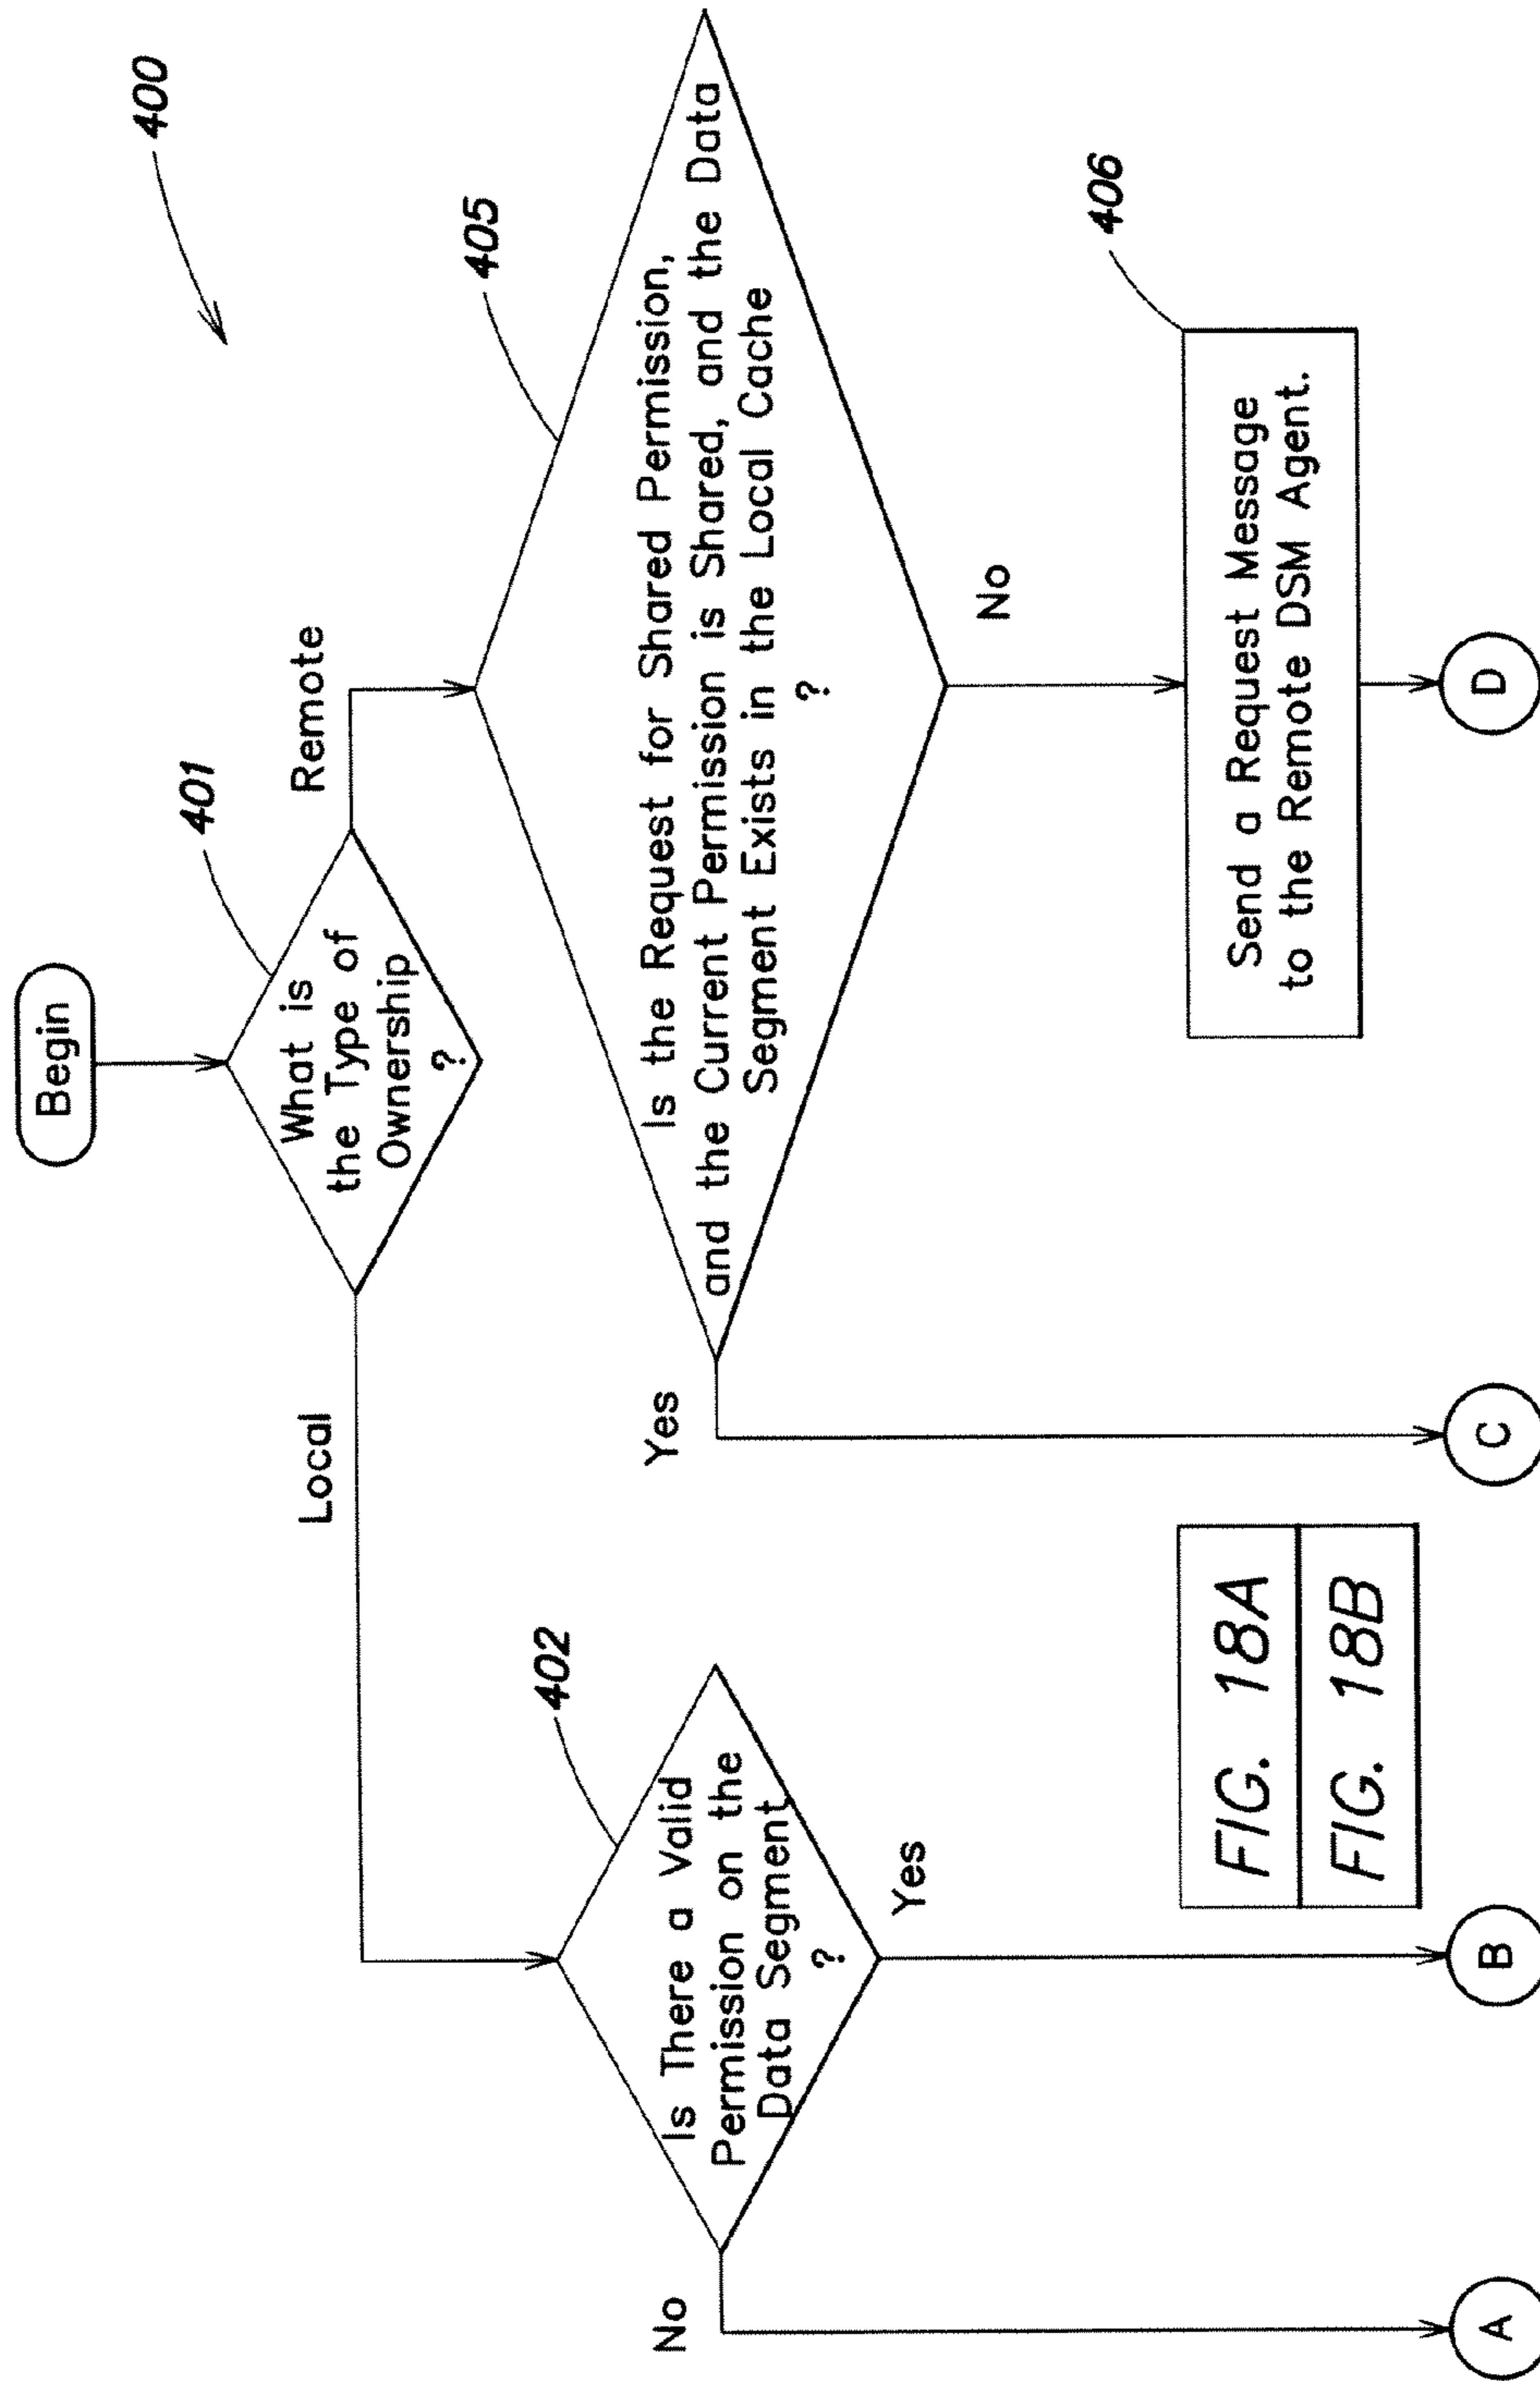 400
Begin
401
What is
the Type of
Ownership
?
Local
Remote
402
Is There a Valid
Permission on the
Data Segment
?
No
Yes
405
Is the Request for Shared Permission,
and the Current Permission is Shared, and the Data
Segment Exists in the Local Cache
?
Yes
No
406
Send a Request Message
to the Remote DSM Agent.
FIG. 18A
FIG. 18B
A
B
C
D